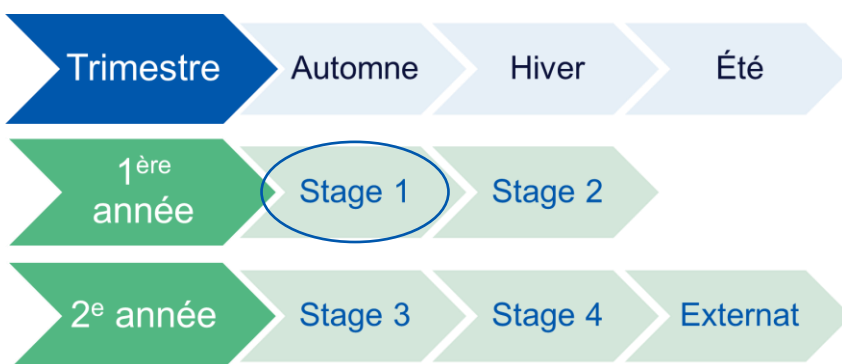 Trimestre Automne Hiver Été
1ère année Stage 1 Stage 2
2e année Stage 3 Stage 4 Externat